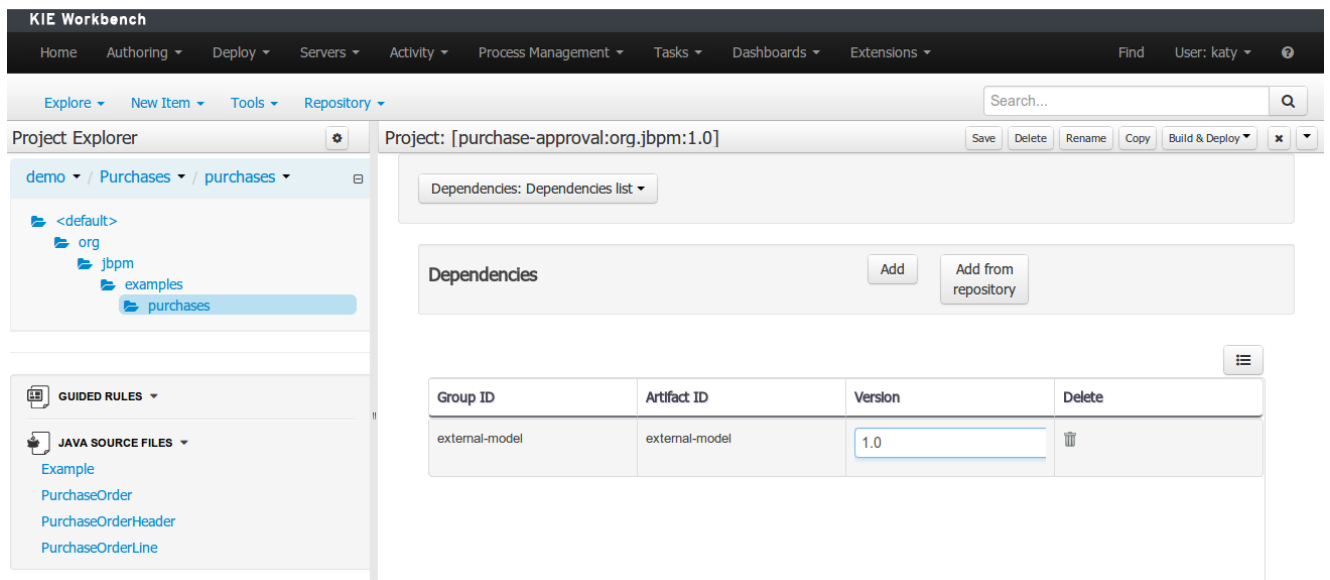 KIE Workbench
Home Authoring Deploy Servers Activity Process Management Tasks Dashboards Extensions Find User: katy
Explore New Item Tools Repository Search...
Project Explorer Project: [purchase-approval:org.jbpm:1.0] Save Delete Rename Copy Build & Deploy
demo / Purchases / purchases
Dependencies: Dependencies list
<default>
org
jbpm
examples
purchases
Dependencies Add Add from
repository
Group ID Artifact ID Version Delete
external-model external-model 1.0
GUIDED RULES
JAVA SOURCE FILES
Example
PurchaseOrder
PurchaseOrderHeader
PurchaseOrderLine